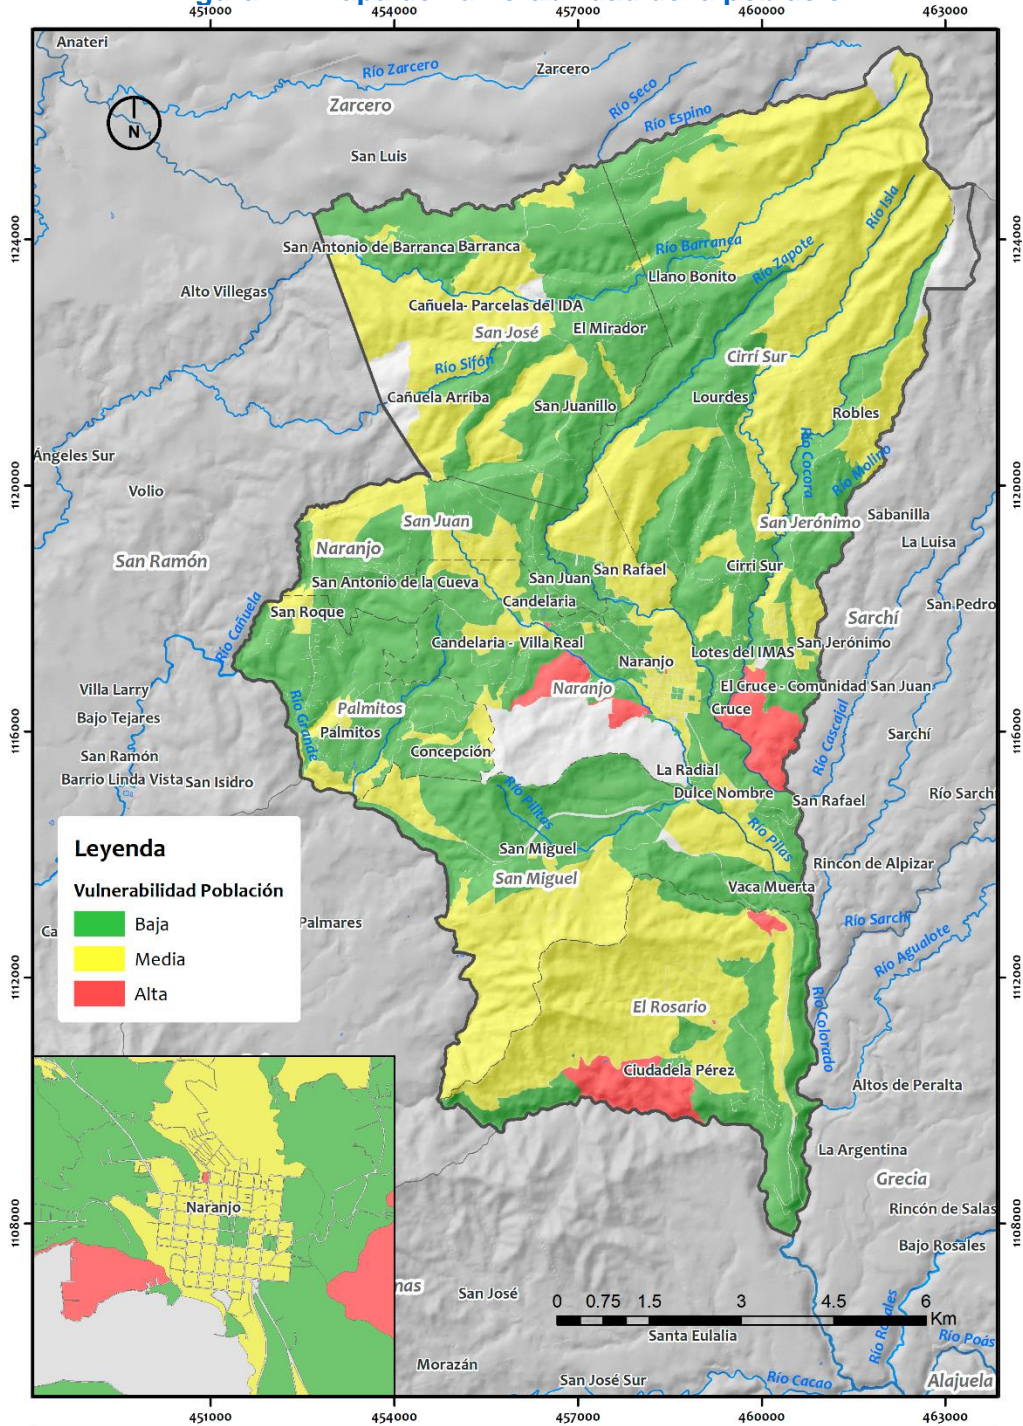 451000
454000
457000
460000
463000
Anateri
Río Zarcero
Zarcero
Zarcero
Río Seco
Río Espino
N
San Luis
Río Isla
1124000
1124000
San Antonio de Barranca
Barranca
Río Barranca
Río Zapote
Llano Bonito
Alto Villegas
Cañuela- Parcelas del IDA
San José
El Mirador
Cirrí Sur
Río Sifón
Cañuela Arriba
San Juanillo
Lourdes
Robles
Ángeles Sur
Río Cocora
Río Molino
1120000
1120000
Volio
San Juan
San Jerónimo
Sabanilla
Naranjo
La Luisa
San Ramón
San Rafael
Cirri Sur
San Antonio de la Cueva
San Juan
San Roque
Candelaria
San Pedro
Sarchí
Río Cañuela
Candelaria - Villa Real
Lotes del IMAS
San Jerónimo
Naranjo
Villa Larry
Naranjo
El Cruce - Comunidad San Juan
Palmitos
Cruce
Bajo Tejares
Río Grande
Palmitos
Río Cascajal
Sarchí
1116000
1116000
Concepción
San Ramón
La Radial
Barrio Linda Vista
San Isidro
Dulce Nombre
San Rafael
Río Pilitas
Río Pilas
San Miguel
Rincon de Alpizar
San Miguel
Vaca Muerta
Leyenda
Vulnerabilidad Población
Baja
Media
Alta
Palmares
Río Sarchí
Río Agualote
1112000
1112000
El Rosario
Río Colorado
Ciudadela Pérez
Altos de Peralta
La Argentina
Grecia
Naranjo
Rincón de Salas
1108000
1108000
Bajo Rosales
San José
0
0.75
1.5
3
4.5
6
Km
Río Rosales
Santa Eulalia
Río Poás
Morazán
San José Sur
Río Cacao
Alajuela
451000
454000
457000
460000
463000